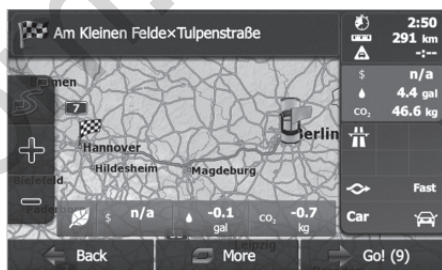 Am Kleinen Felde×Tulpenstraße
2:50
291 km
-:--
$ n/a
4.4 gal
CO₂ 46.6 kg
7
Hannover
Berlin
Hildesheim
Magdeburg
Bielefeld
Leipzig
$ n/a
-0.1 gal
CO₂ -0.7 kg
Fast
Car
Back
More
Go! (9)